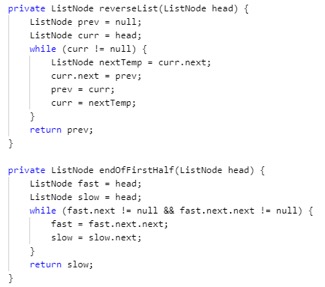 private ListNode reverseList(ListNode head) {
    ListNode prev = null;
    ListNode curr = head;
    while (curr != null) {
        ListNode nextTemp = curr.next;
        curr.next = prev;
        prev = curr;
        curr = nextTemp;
    }
    return prev;
}

private ListNode endOfFirstHalf(ListNode head) {
    ListNode fast = head;
    ListNode slow = head;
    while (fast.next != null && fast.next.next != null) {
        fast = fast.next.next;
        slow = slow.next;
    }
    return slow;
}